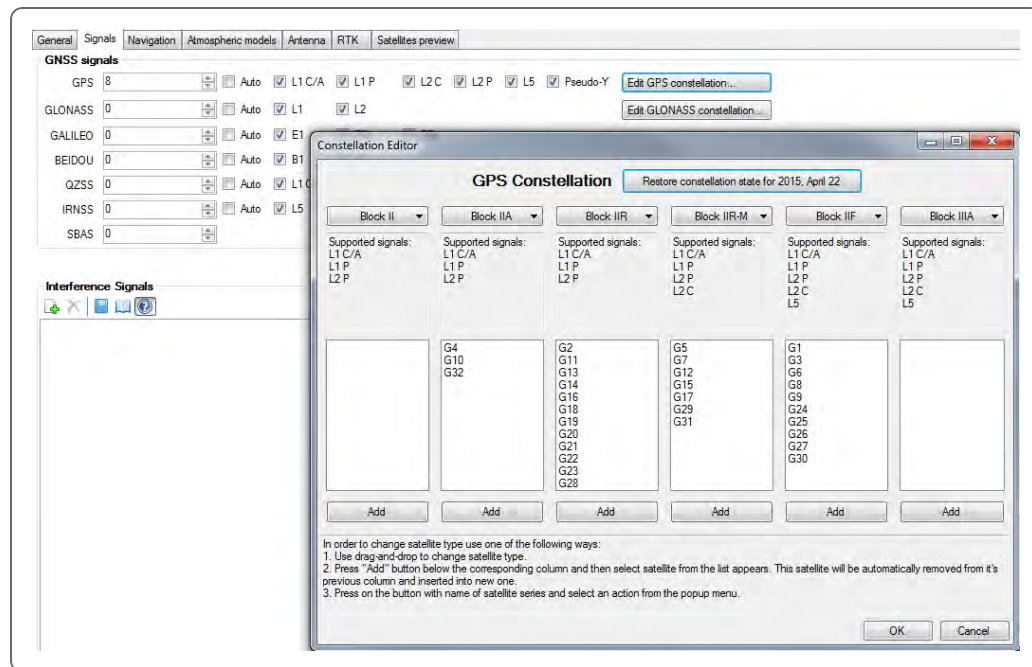 General Signals Navigation Atmospheric models Antenna RTK Satellites preview
GNSS signals
GPS 8 Auto L1 C/A L1 P L2 C L2 P L5 Pseudo-Y Edit GPS constellation...
GLONASS 0 Auto L1 L2 Edit GLONASS constellation...
GALILEO 0 Auto E1
BEIDOU 0 Auto B1
QZSS 0 Auto L1
IRNSS 0 Auto L5
SBAS 0
Interference Signals
Constellation Editor
GPS Constellation Restore constellation state for 2015, April 22
Block II Block IIA Block IIR Block IIR-M Block IIF Block IIIA
Supported signals: Supported signals: Supported signals: Supported signals: Supported signals: Supported signals:
L1 C/A L1 C/A L1 C/A L1 C/A L1 C/A L1 C/A
L1 P L1 P L1 P L1 P L1 P L1 P
L2 P L2 P L2 P L2 P L2 P L2 P
L2 C L2 C L2 C
L5 L5
G4 G2 G5 G1
G10 G11 G7 G3
G32 G13 G12 G6
G14 G15 G8
G16 G17 G9
G18 G29 G24
G19 G31 G25
G20 G26
G21 G27
G22 G30
G23
G28
Add Add Add Add Add Add
In order to change satellite type use one of the following ways:
1. Use drag-and-drop to change satellite type.
2. Press "Add" button below the corresponding column and then select satellite from the list appears. This satellite will be automatically removed from it's
previous column and inserted into new one.
3. Press on the button with name of satellite series and select an action from the popup menu.
OK Cancel